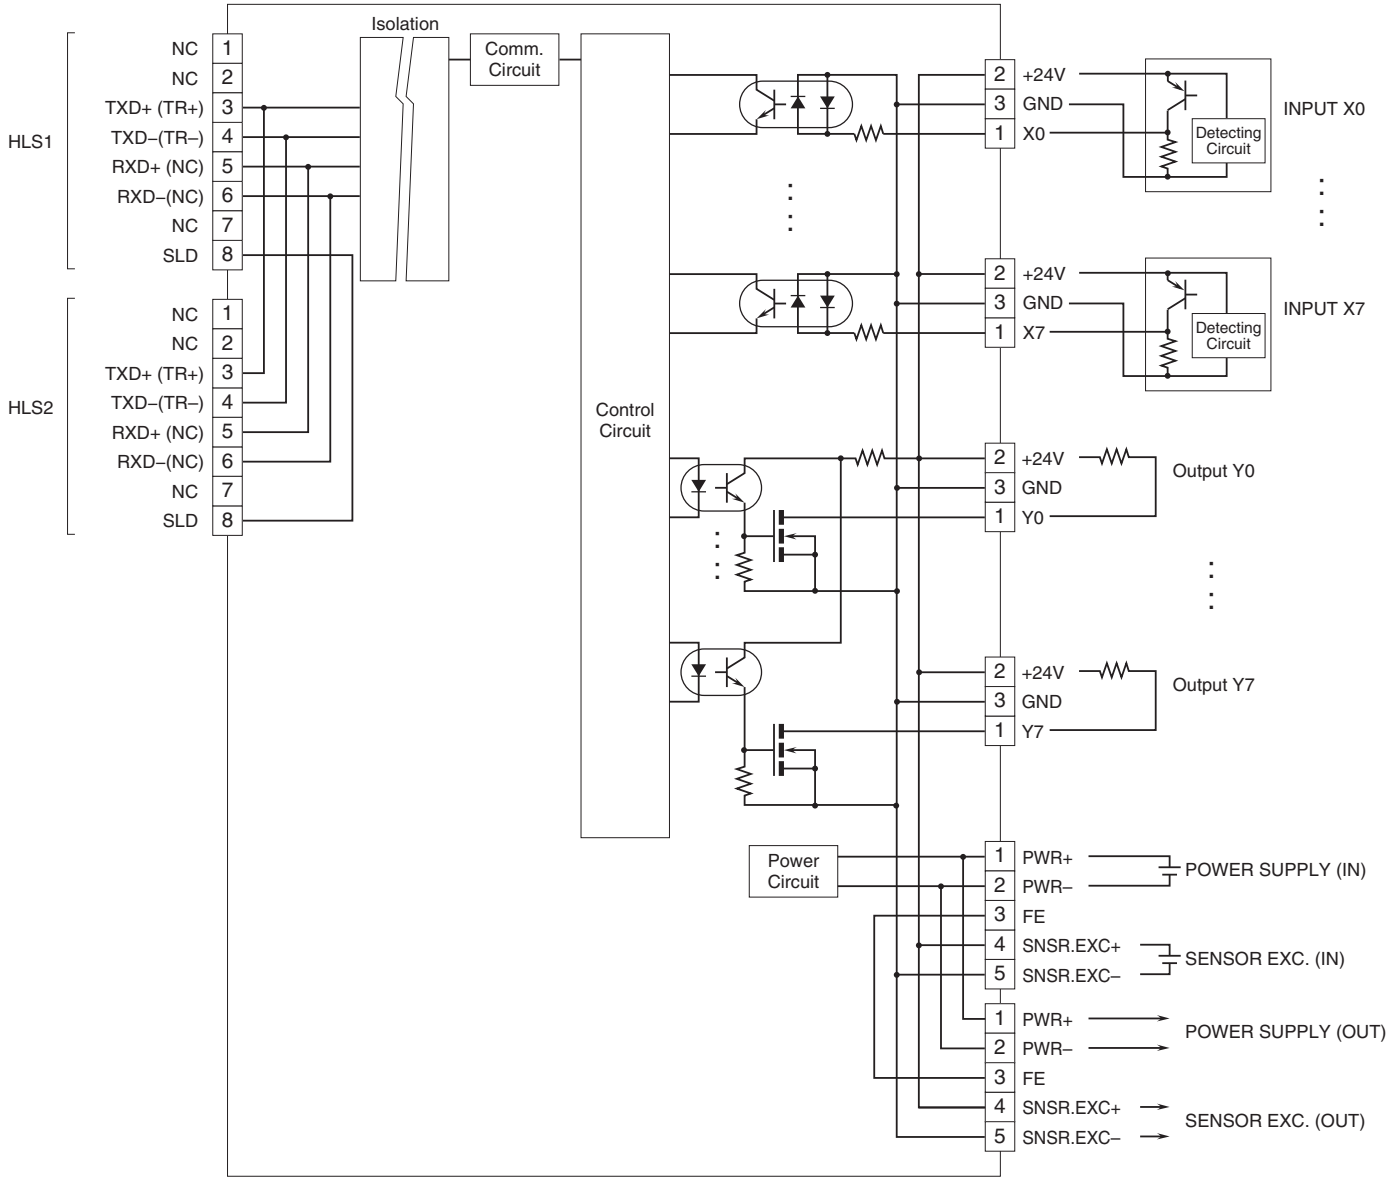 Isolation
Comm.
Circuit
HLS1
NC 1
NC 2
TXD+ (TR+) 3
TXD–(TR–) 4
RXD+ (NC) 5
RXD–(NC) 6
NC 7
SLD 8
HLS2
NC 1
NC 2
TXD+ (TR+) 3
TXD–(TR–) 4
RXD+ (NC) 5
RXD–(NC) 6
NC 7
SLD 8
Control
Circuit
2 +24V
3 GND
1 X0
Detecting
Circuit
INPUT X0
2 +24V
3 GND
1 X7
Detecting
Circuit
INPUT X7
2 +24V
3 GND
1 Y0
Output Y0
2 +24V
3 GND
1 Y7
Output Y7
Power
Circuit
1 PWR+
2 PWR–
POWER SUPPLY (IN)
3 FE
4 SNSR.EXC+
5 SNSR.EXC–
SENSOR EXC. (IN)
1 PWR+
2 PWR–
POWER SUPPLY (OUT)
3 FE
4 SNSR.EXC+
5 SNSR.EXC–
SENSOR EXC. (OUT)